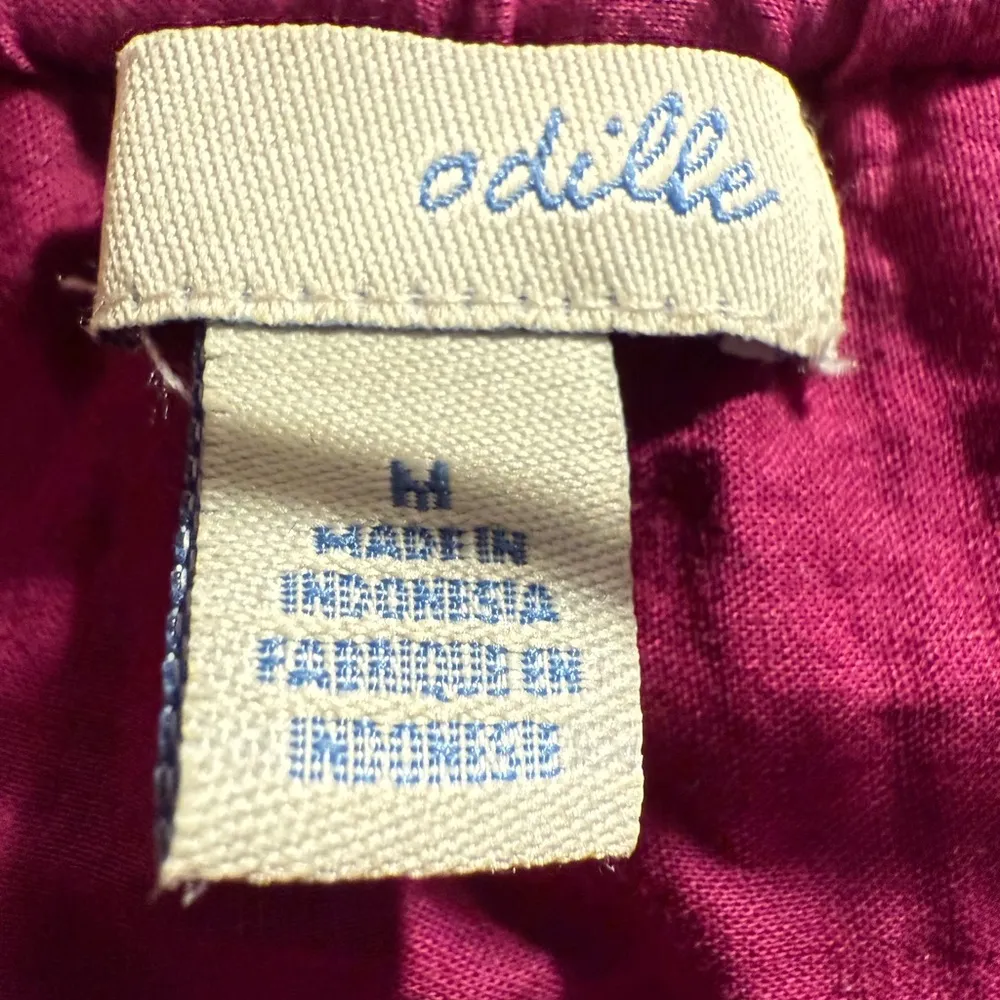 odille
M
MADE IN
INDONESIA
FABRIQUE EN
INDONESIE